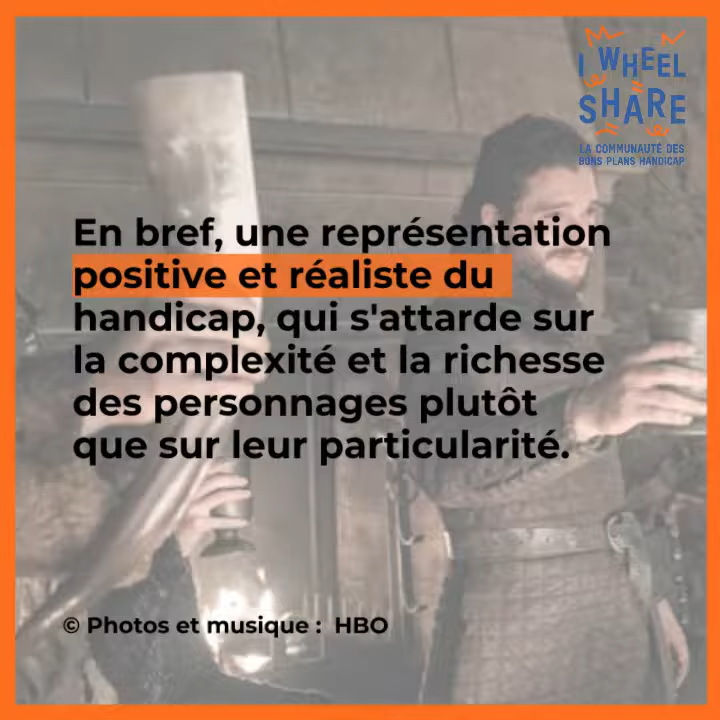 I WHEEL
SHARE
LA COMMUNAUTÉ DES
BONS PLANS HANDICAP
En bref, une représentation
positive et réaliste du
handicap, qui s'attarde sur
la complexité et la richesse
des personnages plutôt
que sur leur particularité.
© Photos et musique : HBO